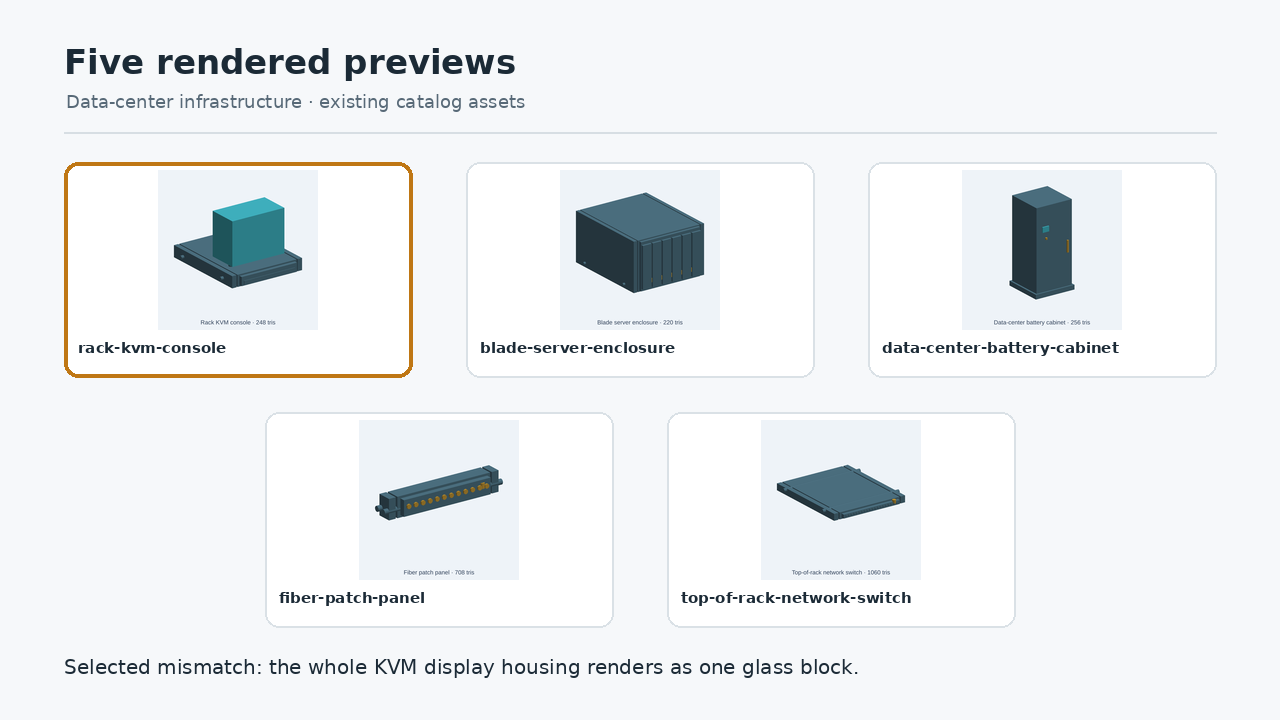 Five rendered previews
Data-center infrastructure · existing catalog assets
Rack KVM console · 248 tris
rack-kvm-console
Blade server enclosure · 220 tris
blade-server-enclosure
Data-center battery cabinet · 256 tris
data-center-battery-cabinet
Fiber patch panel · 708 tris
fiber-patch-panel
Top-of-rack network switch · 1060 tris
top-of-rack-network-switch
Selected mismatch: the whole KVM display housing renders as one glass block.